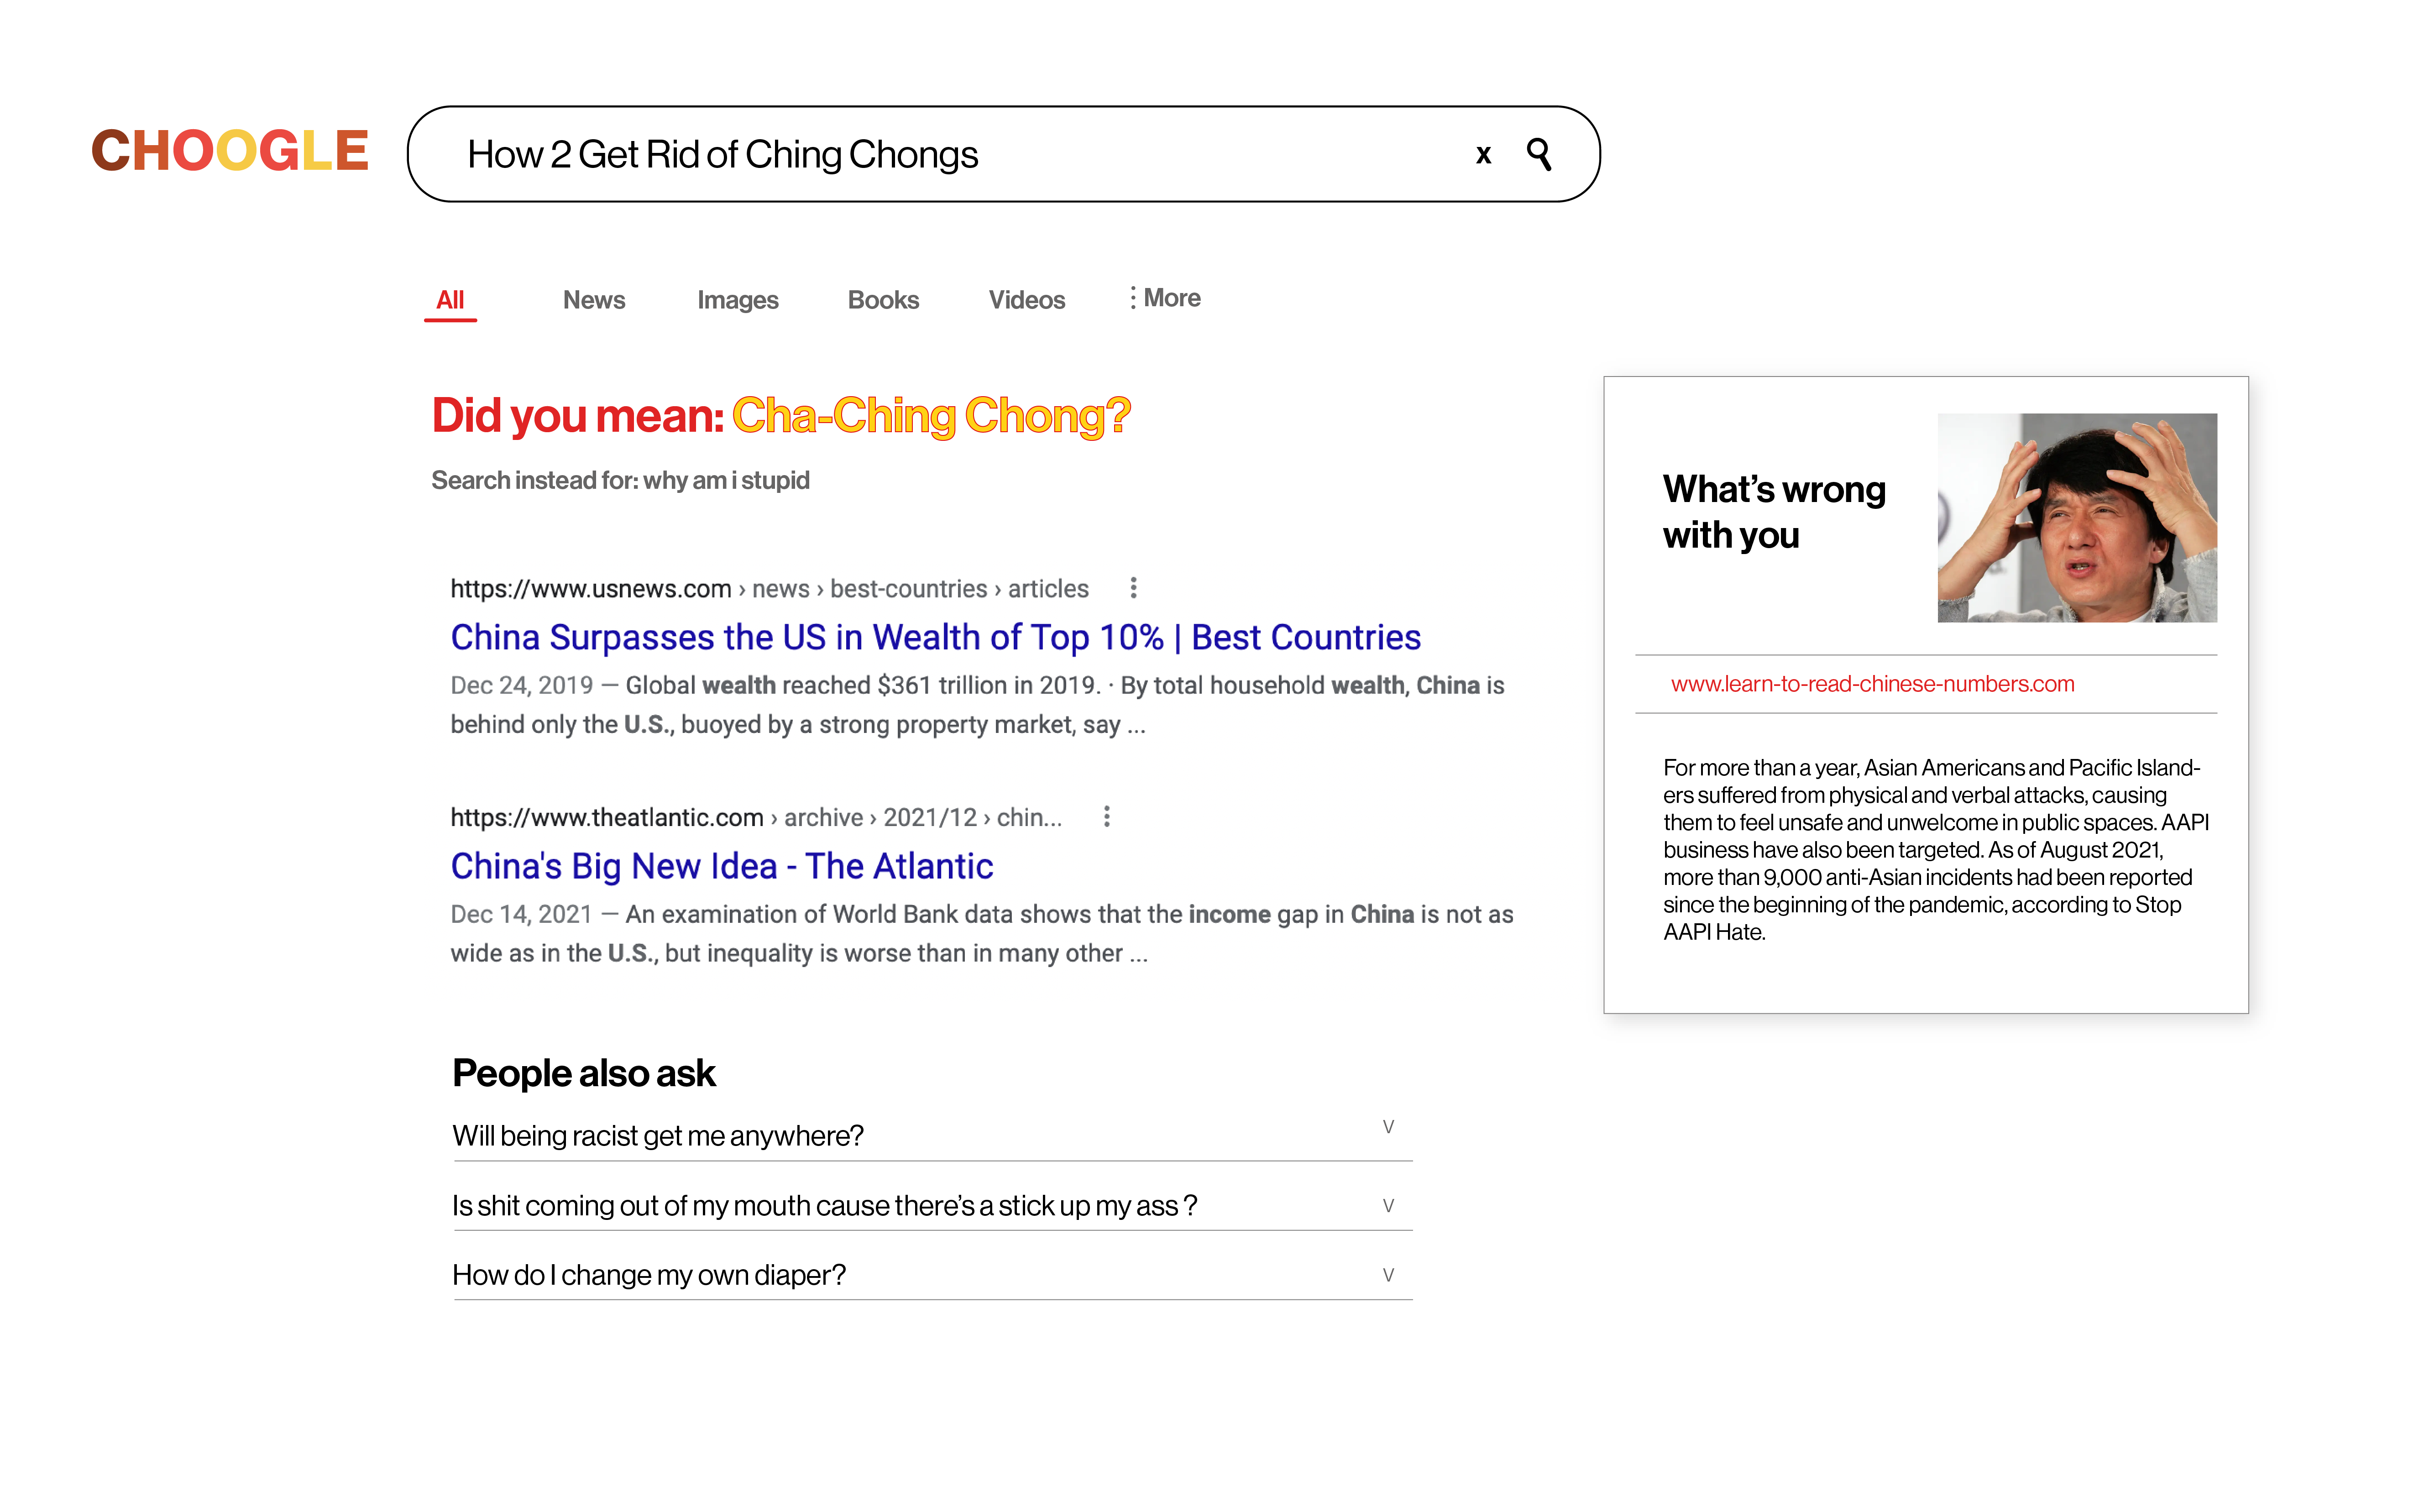 CHOOGLE
How 2 Get Rid of Ching Chongs
x
All News Images Books Videos ⋮ More
Did you mean: Cha-Ching Chong?
Search instead for: why am i stupid
https://www.usnews.com › news › best-countries › articles
China Surpasses the US in Wealth of Top 10% | Best Countries
Dec 24, 2019 — Global wealth reached $361 trillion in 2019. · By total household wealth, China is
behind only the U.S., buoyed by a strong property market, say ...
https://www.theatlantic.com › archive › 2021/12 › chin...
China's Big New Idea - The Atlantic
Dec 14, 2021 — An examination of World Bank data shows that the income gap in China is not as
wide as in the U.S., but inequality is worse than in many other ...
People also ask
Will being racist get me anywhere? V
Is shit coming out of my mouth cause there’s a stick up my ass ? V
How do I change my own diaper? V
What’s wrong
with you
www.learn-to-read-chinese-numbers.com
For more than a year, Asian Americans and Pacific Island-
ers suffered from physical and verbal attacks, causing
them to feel unsafe and unwelcome in public spaces. AAPI
business have also been targeted. As of August 2021,
more than 9,000 anti-Asian incidents had been reported
since the beginning of the pandemic, according to Stop
AAPI Hate.